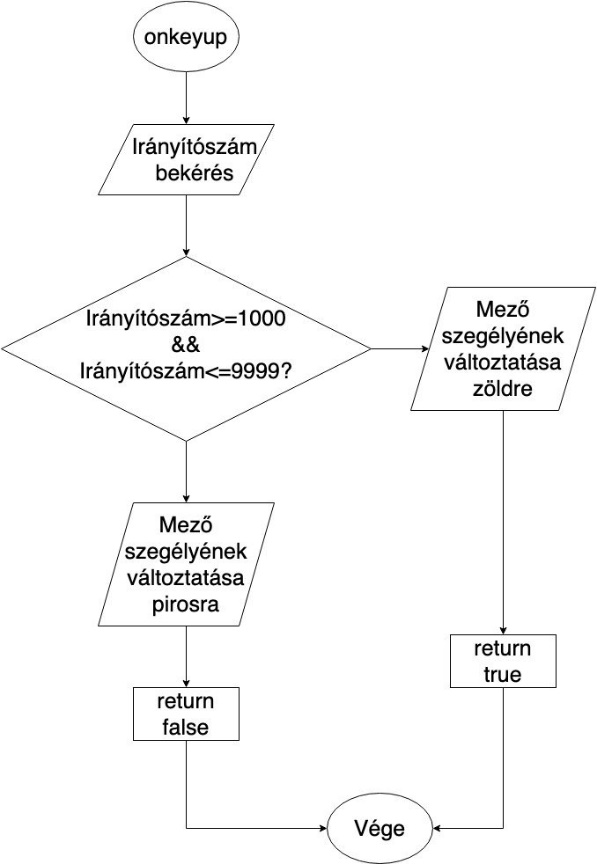 onkeyup
Irányítószám
bekérés
Irányítószám>=1000
&&
Irányítószám<=9999?
Mező
szegélyének
változtatása
zöldre
Mező
szegélyének
változtatása
pirosra
return
true
return
false
Vége